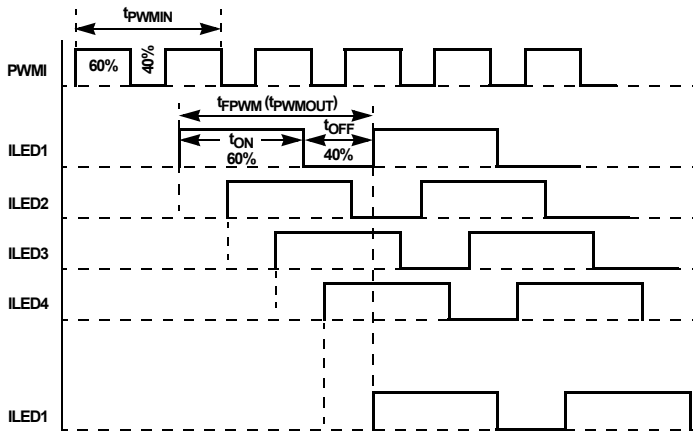 tPWMIN
PWMI
60%
40%
tFPWM (tPWMOUT)
tON
60%
tOFF
40%
ILED1
ILED2
ILED3
ILED4
ILED1